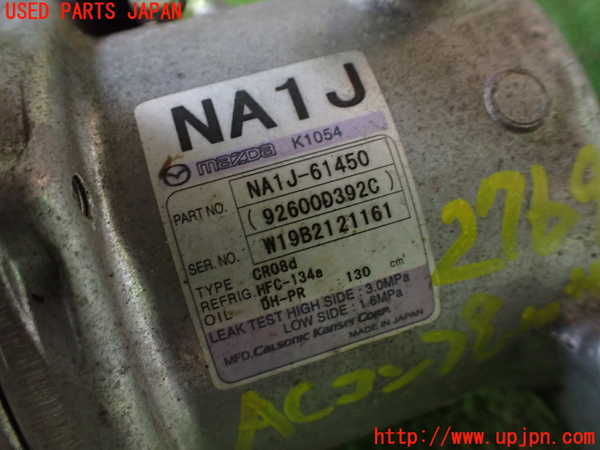 USED PARTS JAPAN
NA1J
mazda K1054
PART NO. NA1J-61450
(92600D392C)
SER NO. W19B2121161
TYPE CR08d
REFRIG. HFC-134a
OIL DH-PR : 130 cm³
LEAK TEST HIGH SIDE : 3.0MPa
LOW SIDE : 1.6MPa
MFD. Calsonic Kansei Corp.
MADE IN JAPAN
2769
ACコンプ
http://www.upjpn.com/